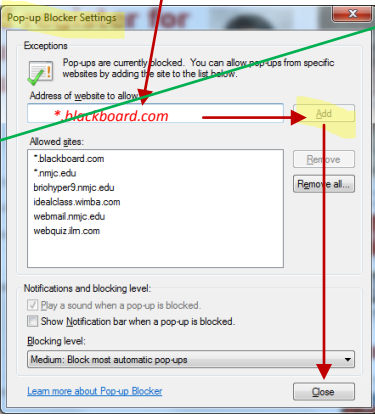 Pop-up Blocker Settings
Exceptions
Pop-ups are currently blocked. You can allow pop-ups from specific
websites by adding the site to the list below.
Address of website to allow:
*.blackboard.com
Add
Allowed sites:
*.blackboard.com
*.nmjc.edu
briohyper9.nmjc.edu
idealclass.wimba.com
webmail.nmjc.edu
webquiz.ilrn.com
Remove
Remove all...
Notifications and blocking level:
Play a sound when a pop-up is blocked.
Show Notification bar when a pop-up is blocked.
Blocking level:
Medium: Block most automatic pop-ups
Learn more about Pop-up Blocker
Close